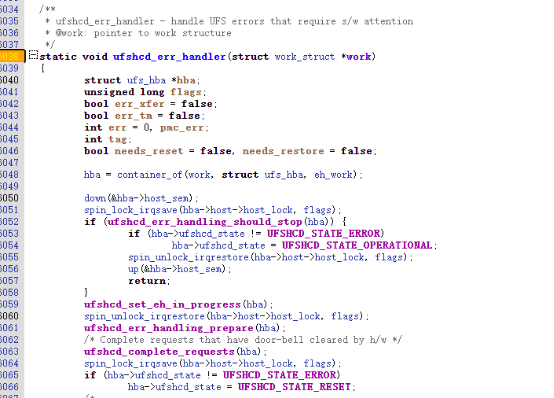 6034 /**
6035  * ufshcd_err_handler - handle UFS errors that require s/w attention
6036  * @work: pointer to work structure
6037  */
6038 static void ufshcd_err_handler(struct work_struct *work)
6039 {
6040 struct ufs_hba *hba;
6041 unsigned long flags;
6042 bool err_xfer = false;
6043 bool err_tm = false;
6044 int err = 0, pmc_err;
6045 int tag;
6046 bool needs_reset = false, needs_restore = false;
6047
6048 hba = container_of(work, struct ufs_hba, eh_work);
6049
6050 down(&hba->host_sem);
6051 spin_lock_irqsave(hba->host->host_lock, flags);
6052 if (ufshcd_err_handling_should_stop(hba)) {
6053 if (hba->ufshcd_state != UFSHCD_STATE_ERROR)
6054 hba->ufshcd_state = UFSHCD_STATE_OPERATIONAL;
6055 spin_unlock_irqrestore(hba->host->host_lock, flags);
6056 up(&hba->host_sem);
6057 return;
6058 }
6059 ufshcd_set_eh_in_progress(hba);
6060 spin_unlock_irqrestore(hba->host->host_lock, flags);
6061 ufshcd_err_handling_prepare(hba);
6062 /* Complete requests that have door-bell cleared by h/w */
6063 ufshcd_complete_requests(hba);
6064 spin_lock_irqsave(hba->host->host_lock, flags);
6065 if (hba->ufshcd_state != UFSHCD_STATE_ERROR)
6066 hba->ufshcd_state = UFSHCD_STATE_RESET;
/*